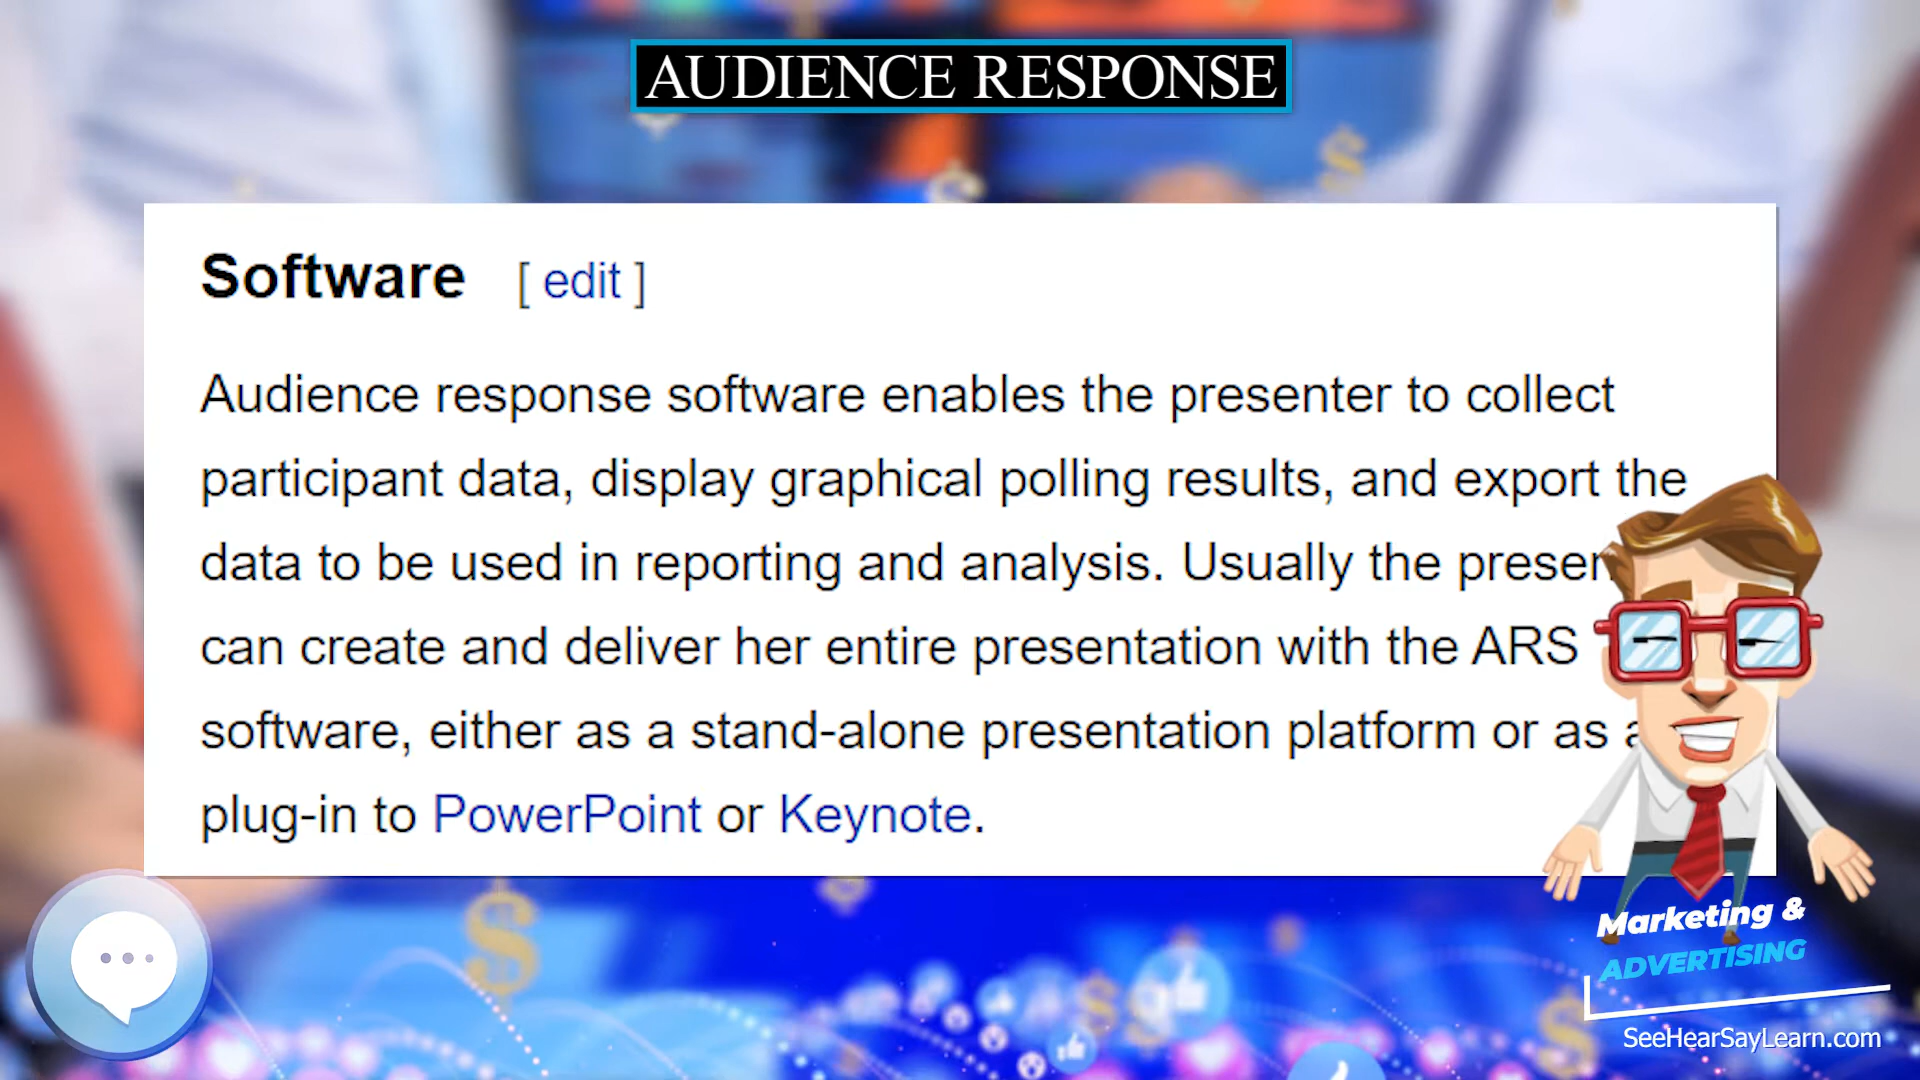 AUDIENCE RESPONSE
Software [ edit ]
Audience response software enables the presenter to collect
participant data, display graphical polling results, and export the
data to be used in reporting and analysis. Usually the
can create and deliver her entire presentation with the ARS
software, either as a stand-alone presentation platform or as
plug-in to PowerPoint or Keynote.
Marketing &
ADVERTISING
SeeHearSayLearn.com